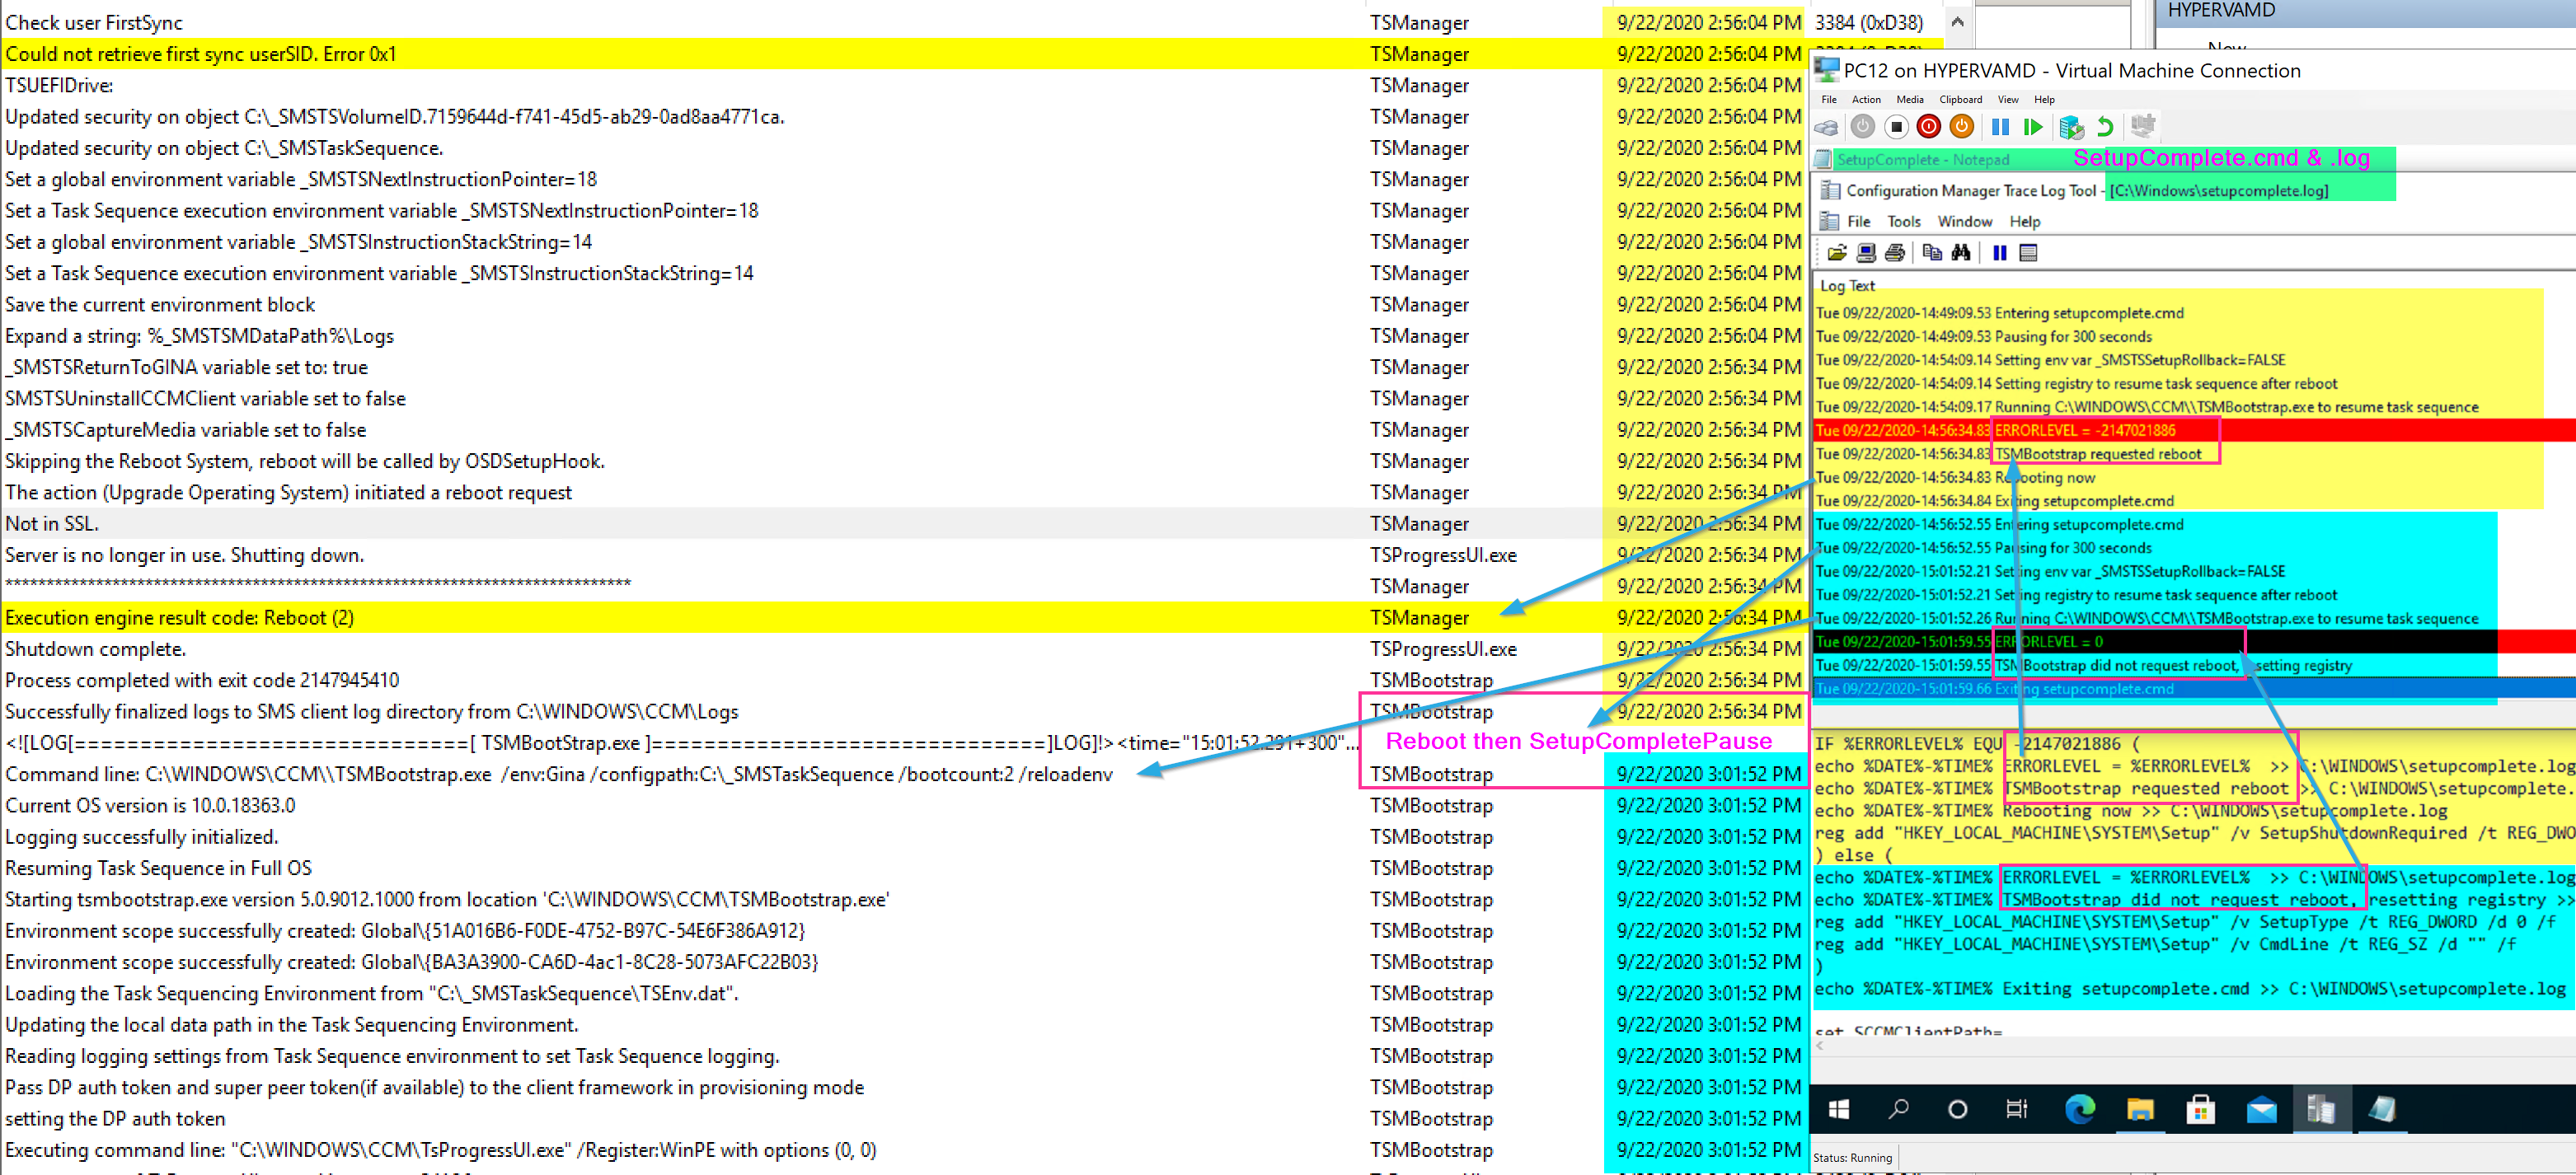 Check user FirstSync TSManager 9/22/2020 2:56:04 PM 3384 (0xD38)
Could not retrieve first sync userSID. Error 0x1 TSManager 9/22/2020 2:56:04 PM
TSUEFIDrive: TSManager 9/22/2020 2:56:04 PM
Updated security on object C:\_SMSTSVolumeID.7159644d-f741-45d5-ab29-0ad8aa4771ca. TSManager 9/22/2020 2:56:04 PM
Updated security on object C:\_SMSTaskSequence. TSManager 9/22/2020 2:56:04 PM
Set a global environment variable _SMSTSNextInstructionPointer=18 TSManager 9/22/2020 2:56:04 PM
Set a Task Sequence execution environment variable _SMSTSNextInstructionPointer=18 TSManager 9/22/2020 2:56:04 PM
Set a global environment variable _SMSTSInstructionStackString=14 TSManager 9/22/2020 2:56:04 PM
Set a Task Sequence execution environment variable _SMSTSInstructionStackString=14 TSManager 9/22/2020 2:56:04 PM
Save the current environment block TSManager 9/22/2020 2:56:04 PM
Expand a string: %_SMSTSMDataPath%\Logs TSManager 9/22/2020 2:56:04 PM
_SMSTSReturnToGINA variable set to: true TSManager 9/22/2020 2:56:34 PM
SMSTSUninstallCCMClient variable set to false TSManager 9/22/2020 2:56:34 PM
_SMSTSCaptureMedia variable set to false TSManager 9/22/2020 2:56:34 PM
Skipping the Reboot System, reboot will be called by OSDSetupHook. TSManager 9/22/2020 2:56:34 PM
The action (Upgrade Operating System) initiated a reboot request TSManager 9/22/2020 2:56:34 PM
Not in SSL. TSManager 9/22/2020 2:56:34 PM
Server is no longer in use. Shutting down. TSProgressUI.exe 9/22/2020 2:56:34 PM
**************************************************************************** TSManager 9/22/2020 2:56:34 PM
Execution engine result code: Reboot (2) TSManager 9/22/2020 2:56:34 PM
Shutdown complete. TSProgressUI.exe 9/22/2020 2:56:34 PM
Process completed with exit code 2147945410 TSMBootstrap 9/22/2020 2:56:34 PM
Successfully finalized logs to SMS client log directory from C:\WINDOWS\CCM\Logs TSMBootstrap 9/22/2020 2:56:34 PM
<![LOG[==============================[ TSMBootStrap.exe ]==============================]LOG]!><time="15:01:52.291+300"... Reboot then SetupCompletePause
Command line: C:\WINDOWS\CCM\\TSMBootstrap.exe /env:Gina /configpath:C:\_SMSTaskSequence /bootcount:2 /reloadenv TSMBootstrap 9/22/2020 3:01:52 PM
Current OS version is 10.0.18363.0 TSMBootstrap 9/22/2020 3:01:52 PM
Logging successfully initialized. TSMBootstrap 9/22/2020 3:01:52 PM
Resuming Task Sequence in Full OS TSMBootstrap 9/22/2020 3:01:52 PM
Starting tsmbootstrap.exe version 5.0.9012.1000 from location 'C:\WINDOWS\CCM\TSMBootstrap.exe' TSMBootstrap 9/22/2020 3:01:52 PM
Environment scope successfully created: Global\{51A016B6-F0DE-4752-B97C-54E6F386A912} TSMBootstrap 9/22/2020 3:01:52 PM
Environment scope successfully created: Global\{BA3A3900-CA6D-4ac1-8C28-5073AFC22B03} TSMBootstrap 9/22/2020 3:01:52 PM
Loading the Task Sequencing Environment from "C:\_SMSTaskSequence\TSEnv.dat". TSMBootstrap 9/22/2020 3:01:52 PM
Updating the local data path in the Task Sequencing Environment. TSMBootstrap 9/22/2020 3:01:52 PM
Reading logging settings from Task Sequence environment to set Task Sequence logging. TSMBootstrap 9/22/2020 3:01:52 PM
Pass DP auth token and super peer token(if available) to the client framework in provisioning mode TSMBootstrap 9/22/2020 3:01:52 PM
setting the DP auth token TSMBootstrap 9/22/2020 3:01:52 PM
Executing command line: "C:\WINDOWS\CCM\TsProgressUI.exe" /Register:WinPE with options (0, 0) TSMBootstrap 9/22/2020 3:01:52 PM
HYPERVAMD
New
PC12 on HYPERVAMD - Virtual Machine Connection
File Action Media Clipboard View Help
SetupComplete - Notepad SetupComplete.cmd & .log
Configuration Manager Trace Log Tool - [C:\Windows\setupcomplete.log]
File Tools Window Help
Log Text
Tue 09/22/2020-14:49:09.53 Entering setupcomplete.cmd
Tue 09/22/2020-14:49:09.53 Pausing for 300 seconds
Tue 09/22/2020-14:54:09.14 Setting env var _SMSTSSetupRollback=FALSE
Tue 09/22/2020-14:54:09.14 Setting registry to resume task sequence after reboot
Tue 09/22/2020-14:54:09.17 Running C:\WINDOWS\CCM\\TSMBootstrap.exe to resume task sequence
Tue 09/22/2020-14:56:34.83 ERRORLEVEL = -2147021886
Tue 09/22/2020-14:56:34.83 TSMBootstrap requested reboot
Tue 09/22/2020-14:56:34.83 Rebooting now
Tue 09/22/2020-14:56:34.84 Exiting setupcomplete.cmd
Tue 09/22/2020-14:56:52.55 Entering setupcomplete.cmd
Tue 09/22/2020-14:56:52.55 Pausing for 300 seconds
Tue 09/22/2020-15:01:52.21 Setting env var _SMSTSSetupRollback=FALSE
Tue 09/22/2020-15:01:52.21 Setting registry to resume task sequence after reboot
Tue 09/22/2020-15:01:52.26 Running C:\WINDOWS\CCM\\TSMBootstrap.exe to resume task sequence
Tue 09/22/2020-15:01:59.55 ERRORLEVEL = 0
Tue 09/22/2020-15:01:59.55 TSMBootstrap did not request reboot, resetting registry
Tue 09/22/2020-15:01:59.66 Exiting setupcomplete.cmd
IF %ERRORLEVEL% EQU -2147021886 (
echo %DATE%-%TIME% ERRORLEVEL = %ERRORLEVEL% >> C:\WINDOWS\setupcomplete.log
echo %DATE%-%TIME% TSMBootstrap requested reboot >> C:\WINDOWS\setupcomplete.
echo %DATE%-%TIME% Rebooting now >> C:\WINDOWS\setupcomplete.log
reg add "HKEY_LOCAL_MACHINE\SYSTEM\Setup" /v SetupShutdownRequired /t REG_DWO
) else (
echo %DATE%-%TIME% ERRORLEVEL = %ERRORLEVEL% >> C:\WINDOWS\setupcomplete.log
echo %DATE%-%TIME% TSMBootstrap did not request reboot, resetting registry >>
reg add "HKEY_LOCAL_MACHINE\SYSTEM\Setup" /v SetupType /t REG_DWORD /d 0 /f
reg add "HKEY_LOCAL_MACHINE\SYSTEM\Setup" /v CmdLine /t REG_SZ /d "" /f
)
echo %DATE%-%TIME% Exiting setupcomplete.cmd >> C:\WINDOWS\setupcomplete.log
set SCCMClientPath=
Status: Running